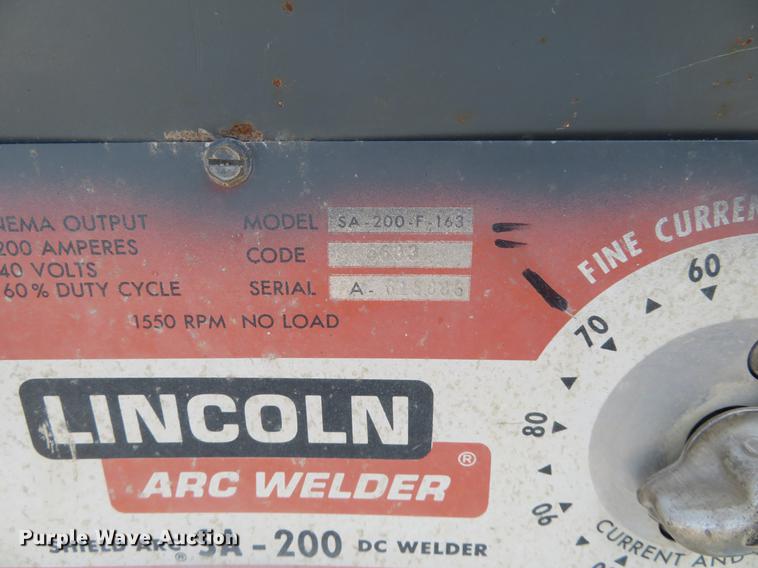 NEMA OUTPUT
200 AMPERES
40 VOLTS
60% DUTY CYCLE
1550 RPM NO LOAD
MODEL SA-200-F-163
CODE
SERIAL A-
FINE CURREN
60
70
80
90
LINCOLN
ARC WELDER ®
SHIELD ARC® SA-200 DC WELDER
CURRENT AND
Purple Wave Auction